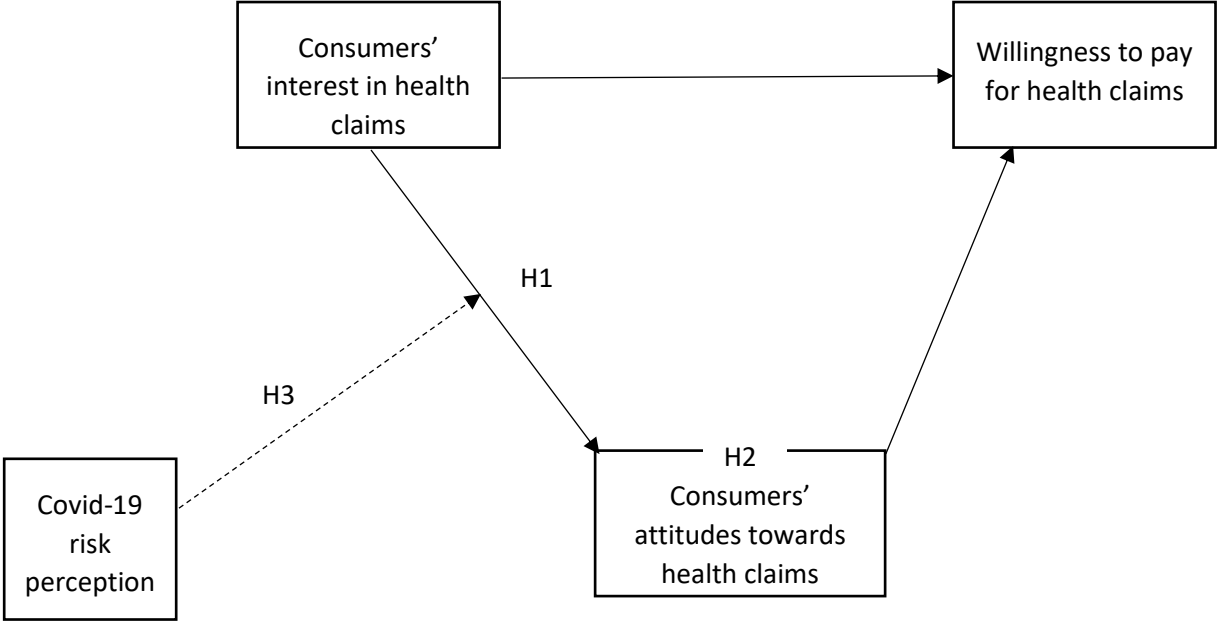 Consumers’
interest in health
claims
Willingness to pay
for health claims
H1
H3
H2
Consumers’
attitudes towards
health claims
Covid-19
risk
perception